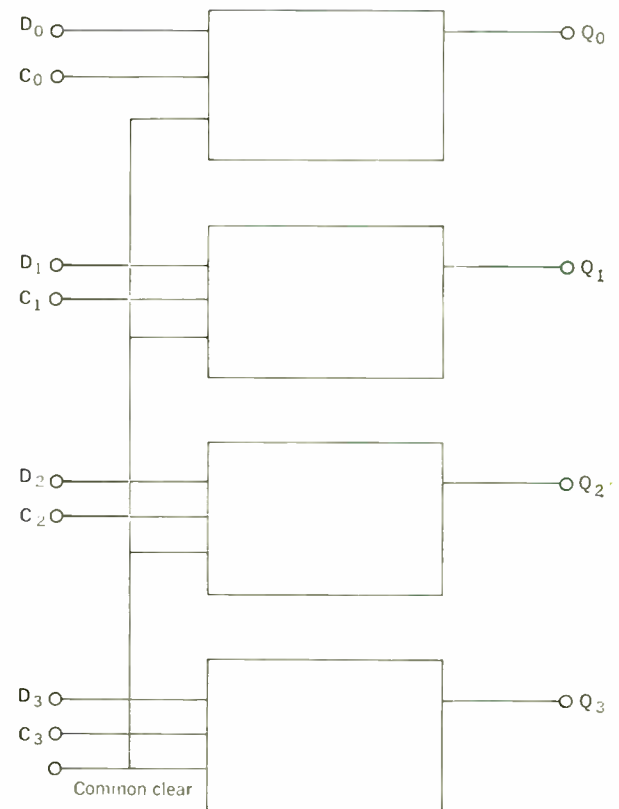 D₀ Q₀
C₀
D₁ Q₁
C₁
D₂ Q₂
C₂
D₃ Q₃
C₃
Common clear